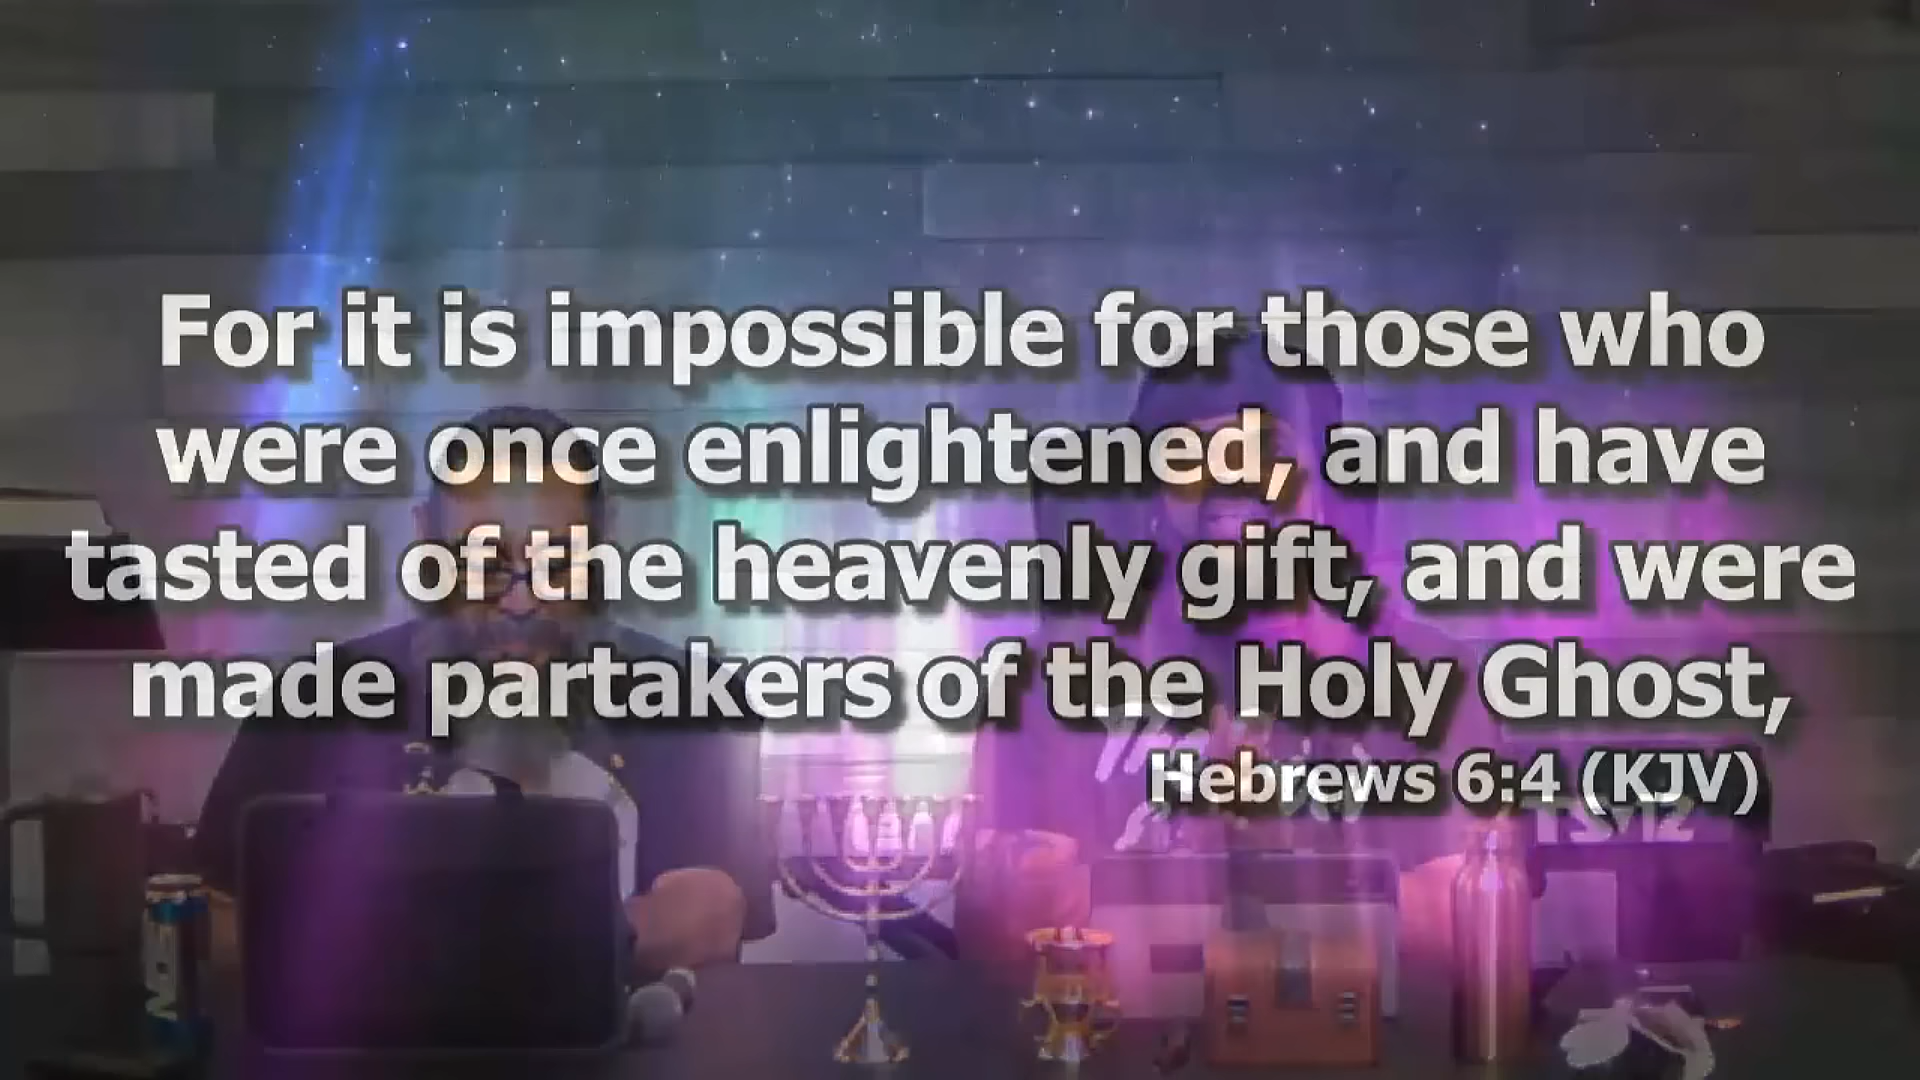 For it is impossible for those who
were once enlightened, and have
tasted of the heavenly gift, and were
made partakers of the Holy Ghost,
Hebrews 6:4 (KJV)